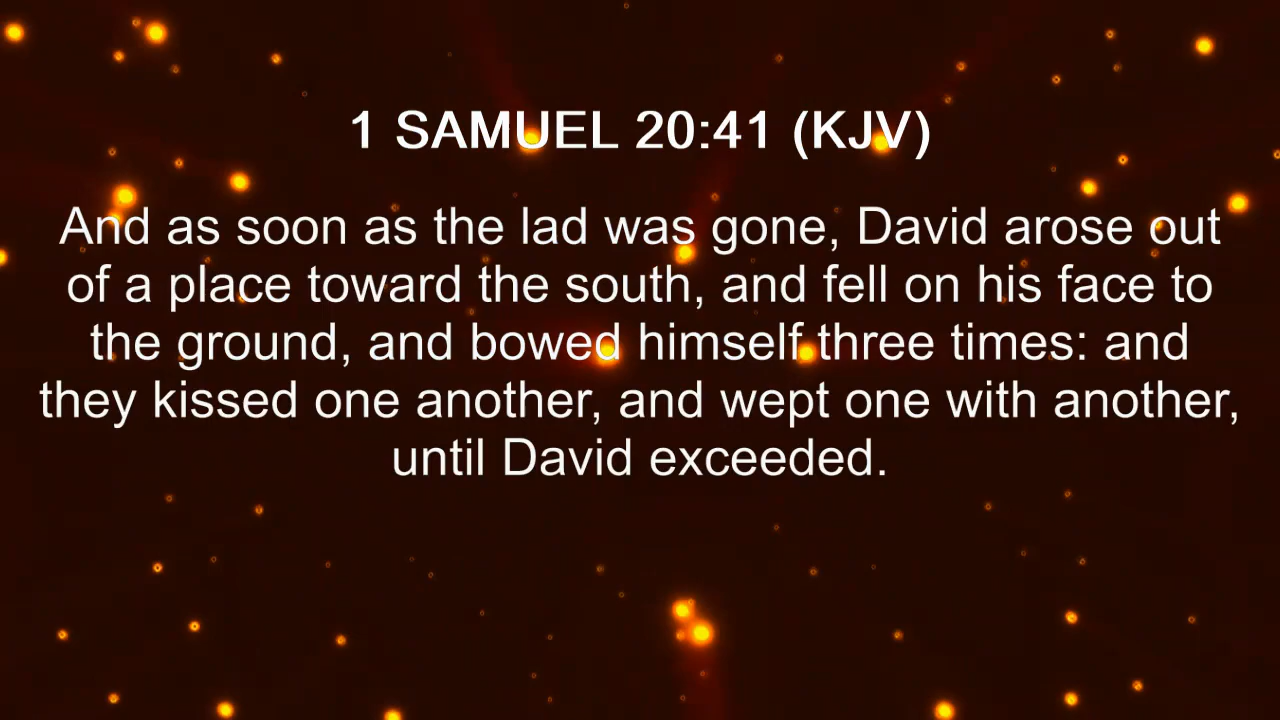 1 SAMUEL 20:41 (KJV)
And as soon as the lad was gone, David arose out
of a place toward the south, and fell on his face to
the ground, and bowed himself three times: and
they kissed one another, and wept one with another,
until David exceeded.